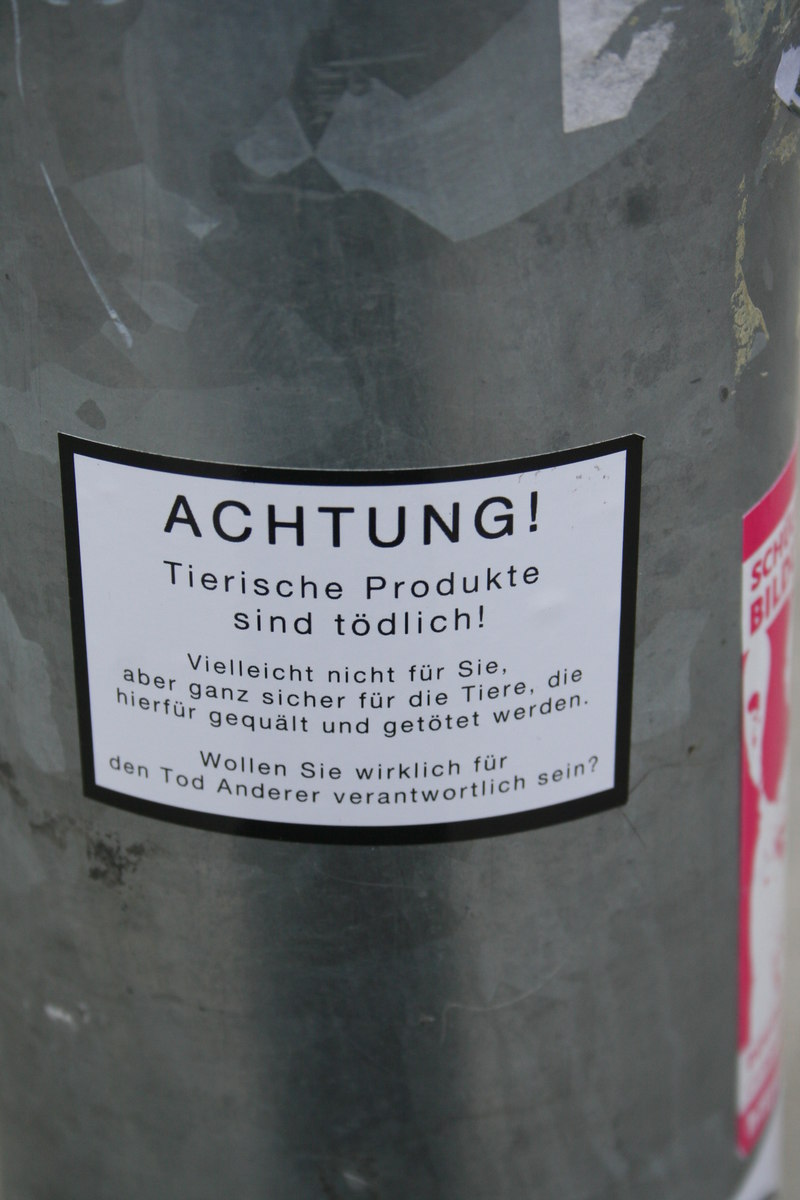 ACHTUNG!
Tierische Produkte
sind tödlich!
Vielleicht nicht für Sie,
aber ganz sicher für die Tiere, die
hierfür gequält und getötet werden.
Wollen Sie wirklich für
den Tod Anderer verantwortlich sein?